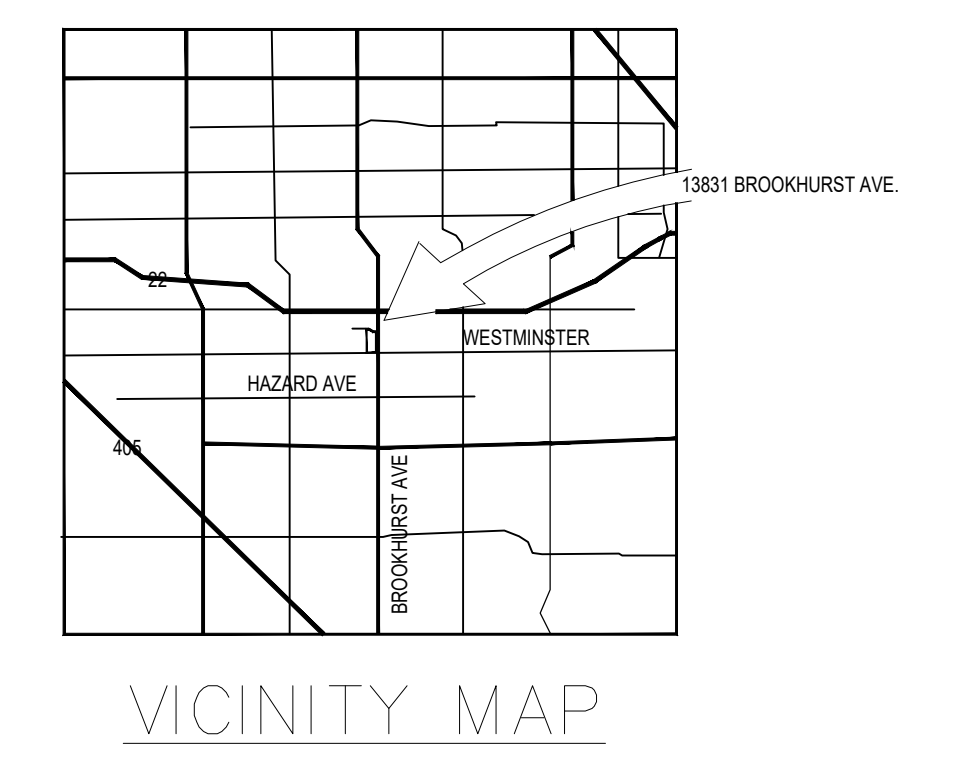 13831 BROOKHURST AVE.
22
WESTMINSTER
HAZARD AVE
405
BROOKHURST AVE
VICINITY MAP